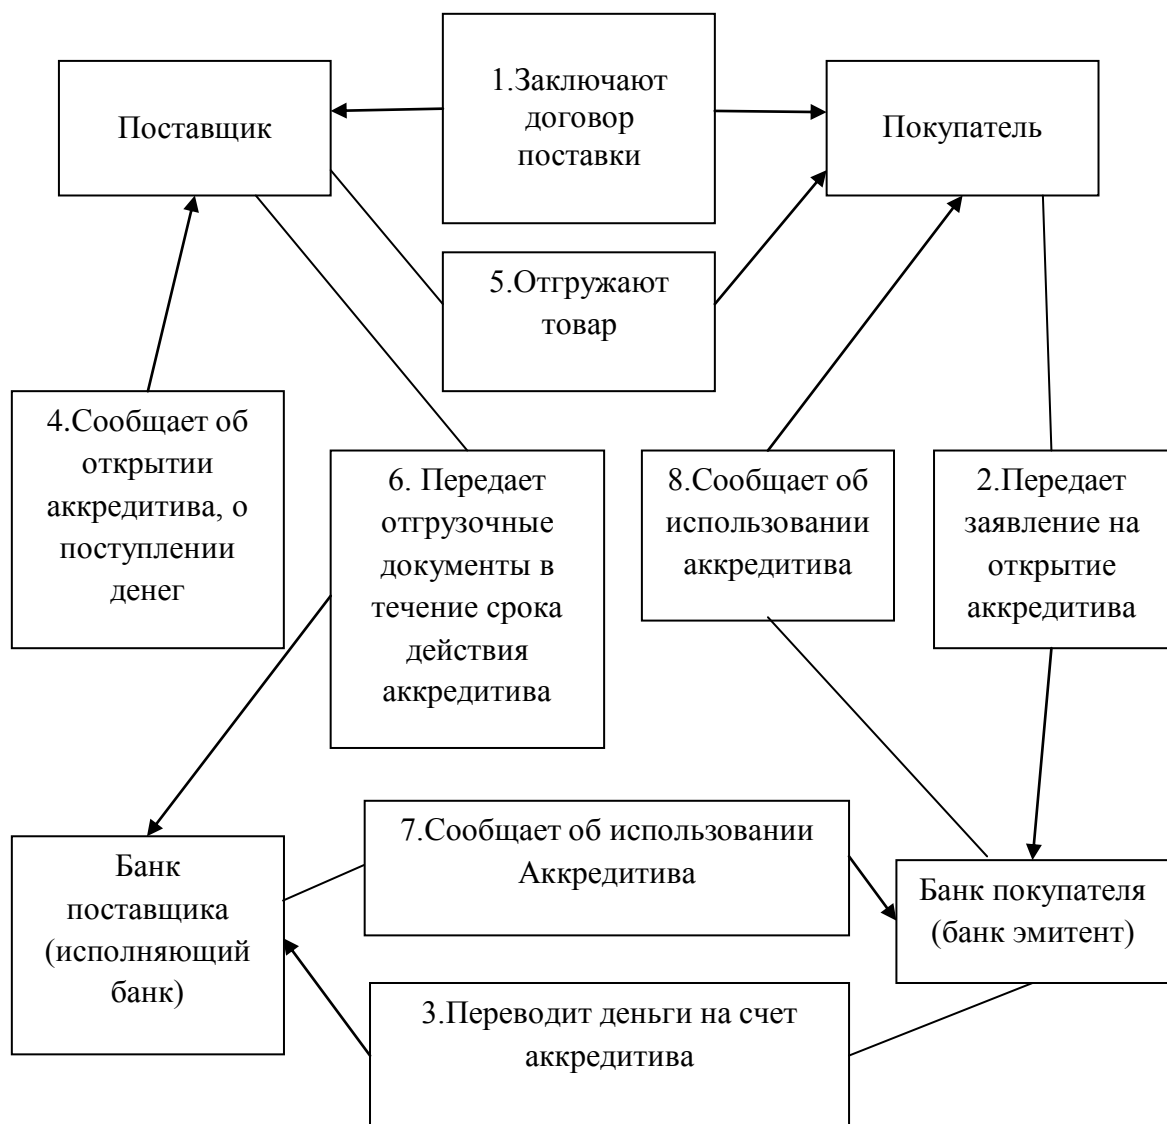 Поставщик
1.Заключают
договор
поставки
Покупатель
5.Отгружают
товар
4.Сообщает об
открытии
аккредитива, о
поступлении
денег
6. Передает
отгрузочные
документы в
течение срока
действия
аккредитива
8.Сообщает об
использовании
аккредитива
2.Передает
заявление на
открытие
аккредитива
Банк
поставщика
(исполняющий
банк)
7.Сообщает об использовании
Аккредитива
Банк покупателя
(банк эмитент)
3.Переводит деньги на счет
аккредитива